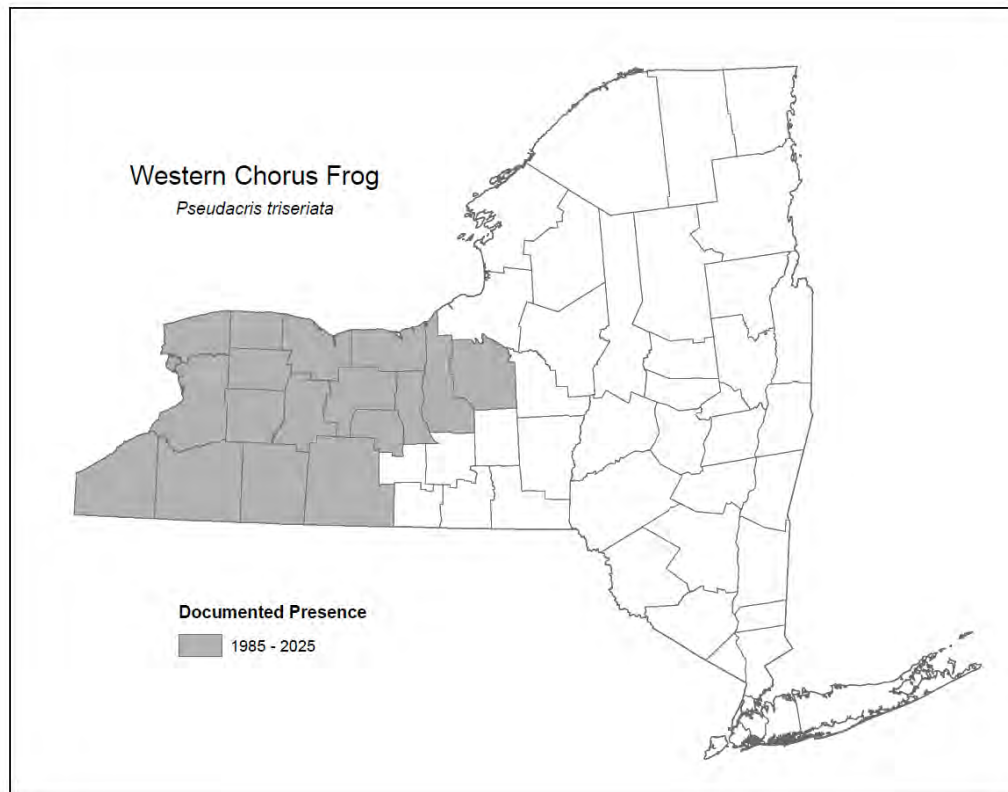 Western Chorus Frog
Pseudacris triseriata
Documented Presence
1985 - 2025